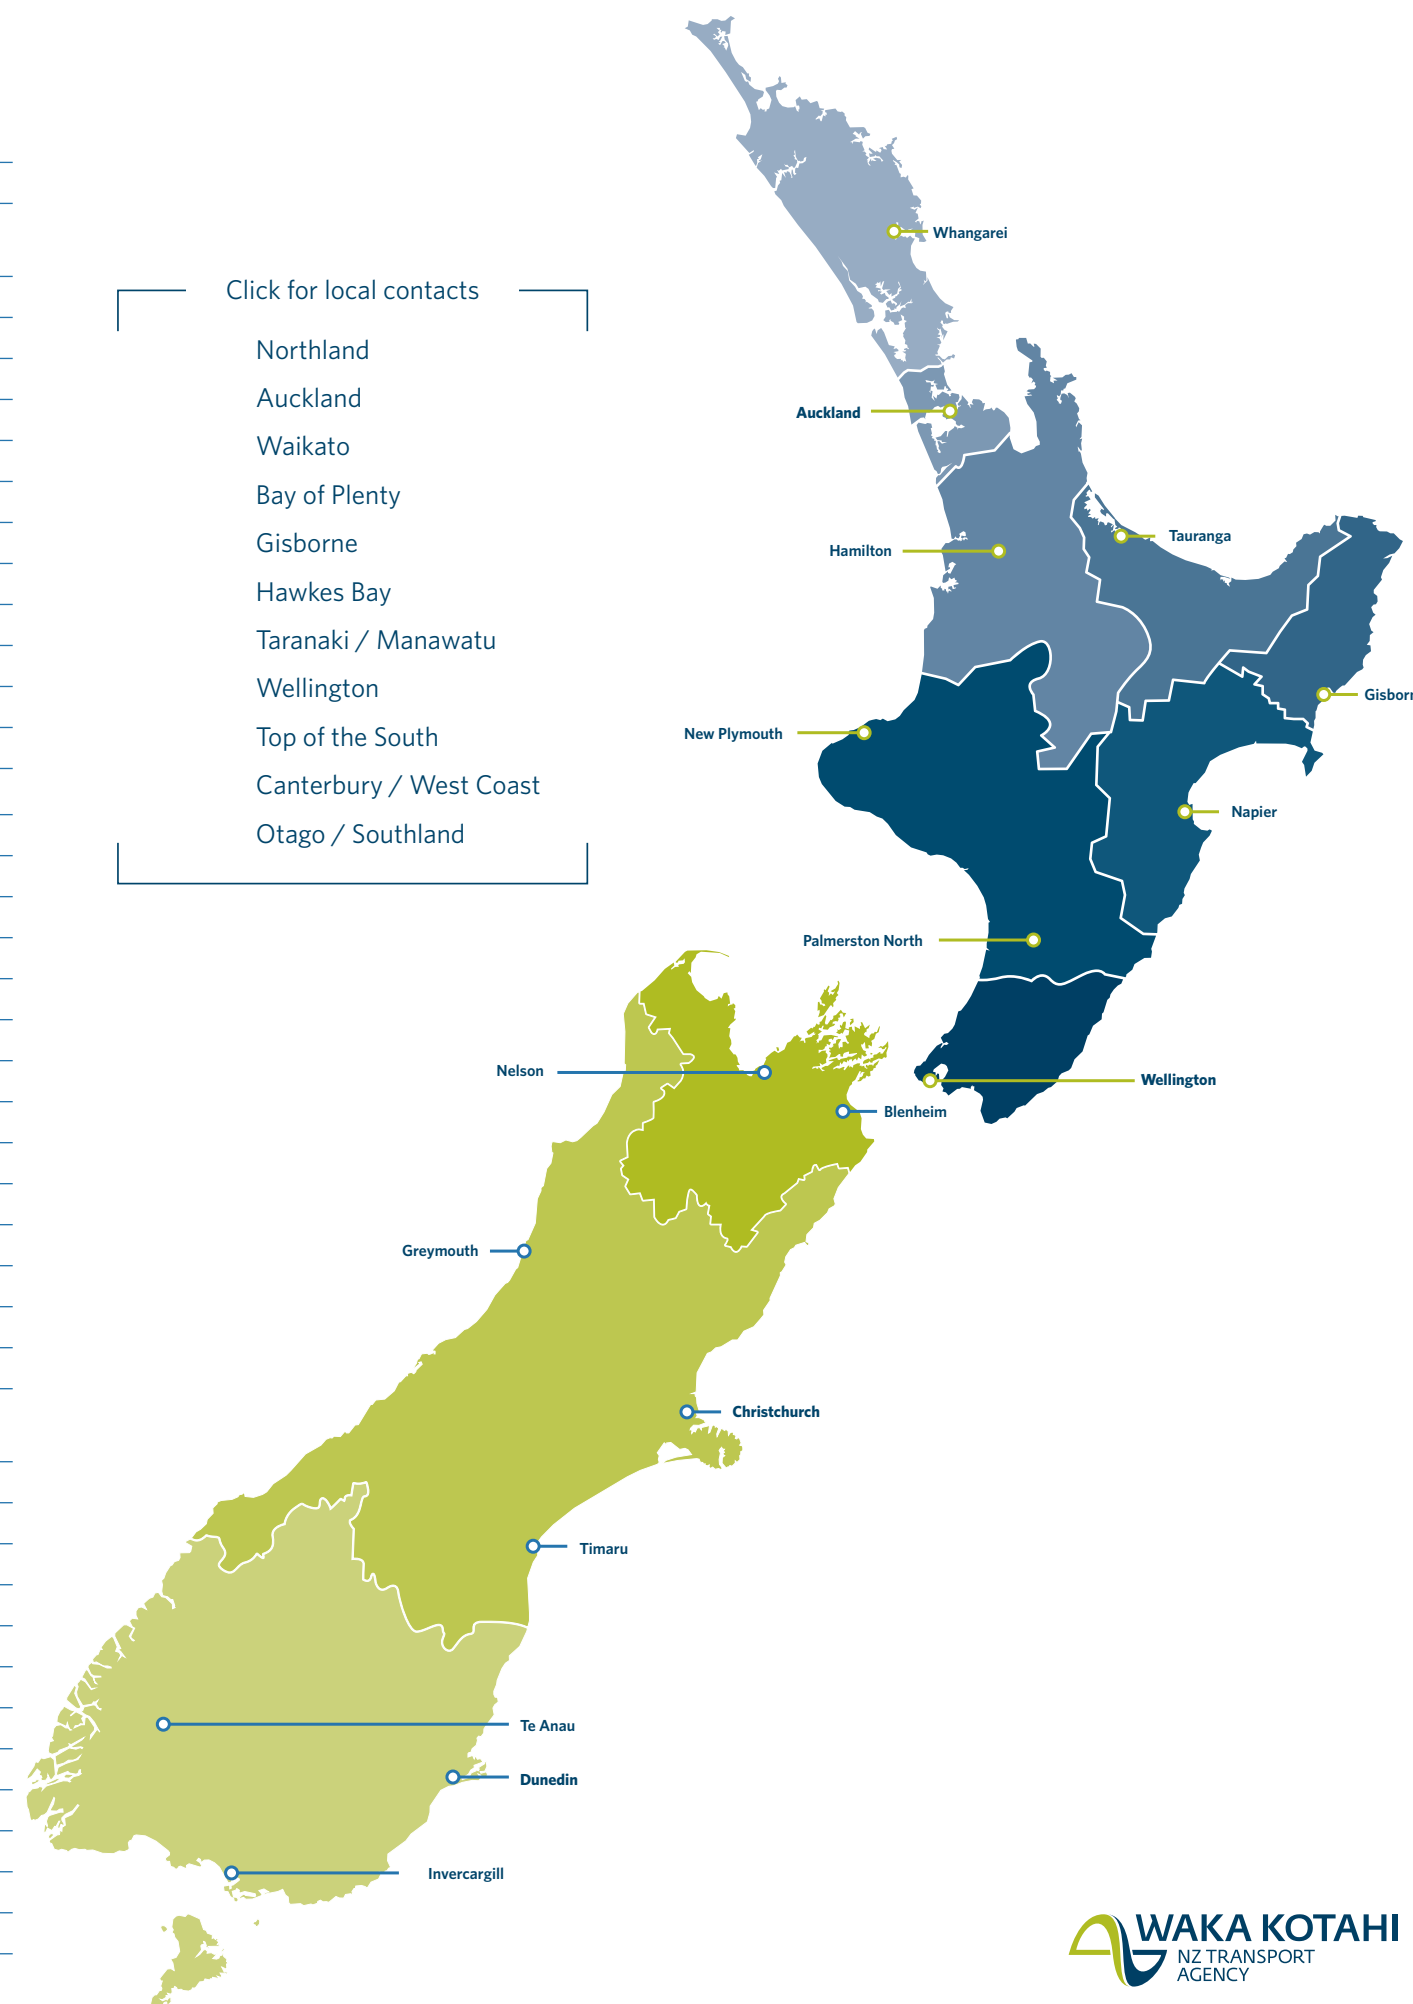 Whangarei
Click for local contacts
Northland
Auckland
Waikato
Bay of Plenty
Gisborne
Hawkes Bay
Taranaki / Manawatu
Wellington
Top of the South
Canterbury / West Coast
Otago / Southland
Auckland
Tauranga
Hamilton
Gisbor
New Plymouth
Napier
Palmerston North
Nelson
Wellington
Blenheim
Greymouth
Christchurch
Timaru
Te Anau
Dunedin
Invercargill
WAKA KOTAHI
NZ TRANSPORT
AGENCY